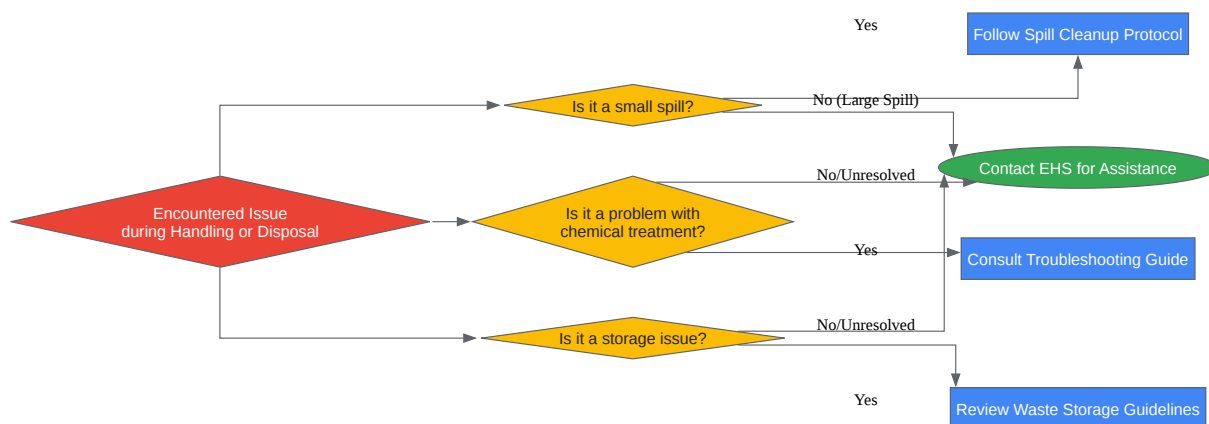 Yes
Follow Spill Cleanup Protocol
Is it a small spill?
No (Large Spill)
Contact EHS for Assistance
No/Unresolved
Encountered Issue
during Handling or Disposal
Is it a problem with
chemical treatment?
Yes
Consult Troubleshooting Guide
Is it a storage issue?
No/Unresolved
Yes
Review Waste Storage Guidelines